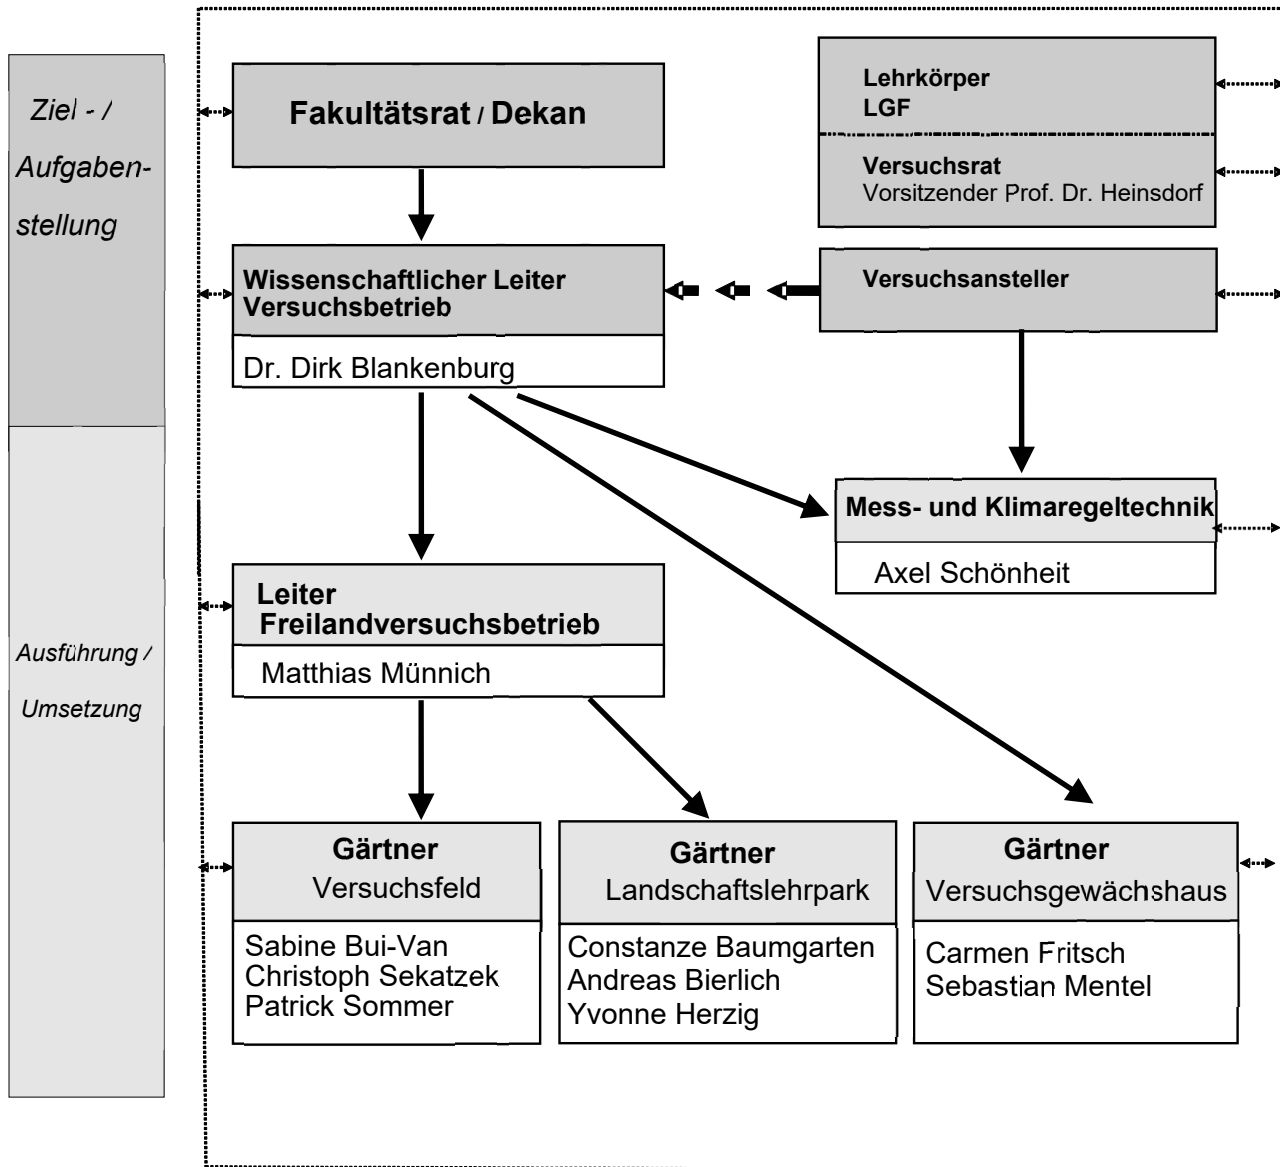 Ziel - /
Aufgaben-
stellung
Fakultätsrat / Dekan
Lehrkörper
LGF
Versuchsrat
Vorsitzender Prof. Dr. Heinsdorf
Wissenschaftlicher Leiter
Versuchsbetrieb
Dr. Dirk Blankenburg
Versuchsansteller
Mess- und Klimaregeltechnik
Axel Schönheit
Ausführung /
Umsetzung
Leiter
Freilandversuchsbetrieb
Matthias Münnich
Gärtner
Versuchsfeld
Sabine Bui-Van
Christoph Sekatzek
Patrick Sommer
Gärtner
Landschaftslehrpark
Constanze Baumgarten
Andreas Bierlich
Yvonne Herzig
Gärtner
Versuchsgewächshaus
Carmen Fritsch
Sebastian Mentel